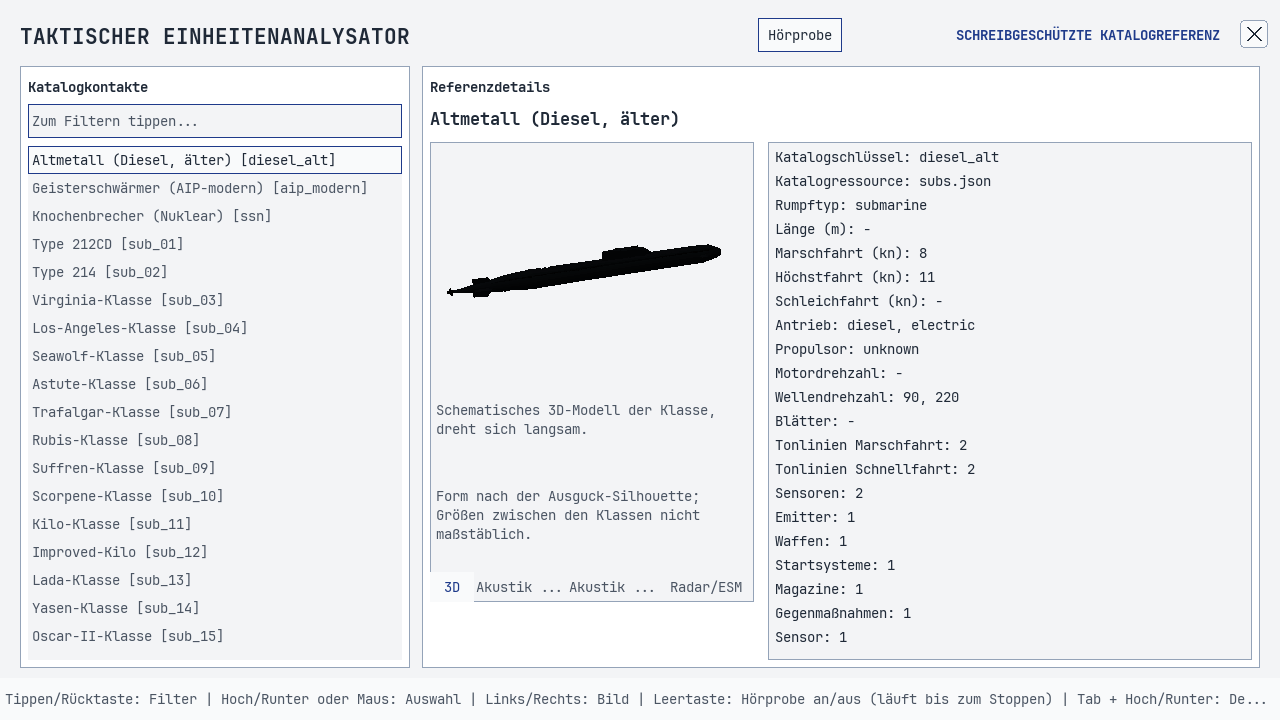 TAKTISCHER EINHEITENANALYSATOR
Hörprobe
SCHREIBGESCHÜTZTE KATALOGREFERENZ
Katalogkontakte
Zum Filtern tippen...
Altmetall (Diesel, älter) [diesel_alt]
Geisterschwärmer (AIP-modern) [aip_modern]
Knochenbrecher (Nuklear) [ssn]
Type 212CD [sub_01]
Type 214 [sub_02]
Virginia-Klasse [sub_03]
Los-Angeles-Klasse [sub_04]
Seawolf-Klasse [sub_05]
Astute-Klasse [sub_06]
Trafalgar-Klasse [sub_07]
Rubis-Klasse [sub_08]
Suffren-Klasse [sub_09]
Scorpene-Klasse [sub_10]
Kilo-Klasse [sub_11]
Improved-Kilo [sub_12]
Lada-Klasse [sub_13]
Yasen-Klasse [sub_14]
Oscar-II-Klasse [sub_15]
Referenzdetails
Altmetall (Diesel, älter)
Schematisches 3D-Modell der Klasse,
dreht sich langsam.
Form nach der Ausguck-Silhouette;
Größen zwischen den Klassen nicht
maßstäblich.
3D Akustik ... Akustik ... Radar/ESM
Katalogschlüssel: diesel_alt
Katalogressource: subs.json
Rumpftyp: submarine
Länge (m): -
Marschfahrt (kn): 8
Höchstfahrt (kn): 11
Schleichfahrt (kn): -
Antrieb: diesel, electric
Propulsor: unknown
Motordrehzahl: -
Wellendrehzahl: 90, 220
Blätter: -
Tonlinien Marschfahrt: 2
Tonlinien Schnellfahrt: 2
Sensoren: 2
Emitter: 1
Waffen: 1
Startsysteme: 1
Magazine: 1
Gegenmaßnahmen: 1
Sensor: 1
Tippen/Rücktaste: Filter | Hoch/Runter oder Maus: Auswahl | Links/Rechts: Bild | Leertaste: Hörprobe an/aus (läuft bis zum Stoppen) | Tab + Hoch/Runter: De...